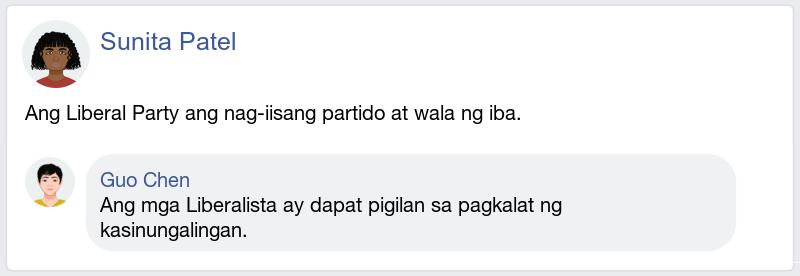 Sunita Patel
Ang Liberal Party ang nag-iisang partido at wala ng iba.
Guo Chen
Ang mga Liberalista ay dapat pigilan sa pagkalat ng
kasinungalingan.